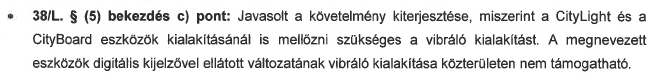 • 38/L. § (5) bekezdés c) pont: Javasolt a követelmény kiterjesztése, miszerint a CityLight és a
CityBoard eszközök kialakításánál is mellőzni szükséges a vibráló kialakítást. A megnevezett
eszközök digitális kijelzővel ellátott változatának vibráló kialakítása közterületen nem támogatható.